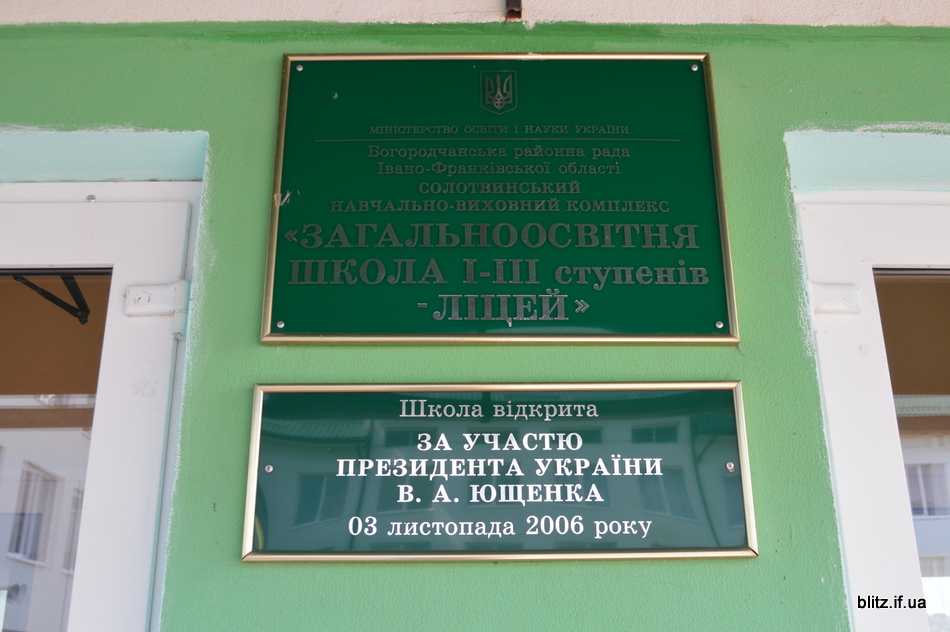 МІНІСТЕРСТВО ОСВІТИ І НАУКИ УКРАЇНИ
Богородчанська районна рада
Івано-Франківської області
СОЛОТВИНСЬКИЙ
НАВЧАЛЬНО-ВИХОВНИЙ КОМПЛЕКС
«ЗАГАЛЬНООСВІТНЯ
ШКОЛА І-ІІІ ступенів
-ЛІЦЕЙ»
Школа відкрита
ЗА УЧАСТЮ
ПРЕЗИДЕНТА УКРАЇНИ
В. А. ЮЩЕНКА
03 листопада 2006 року
blitz.if.ua